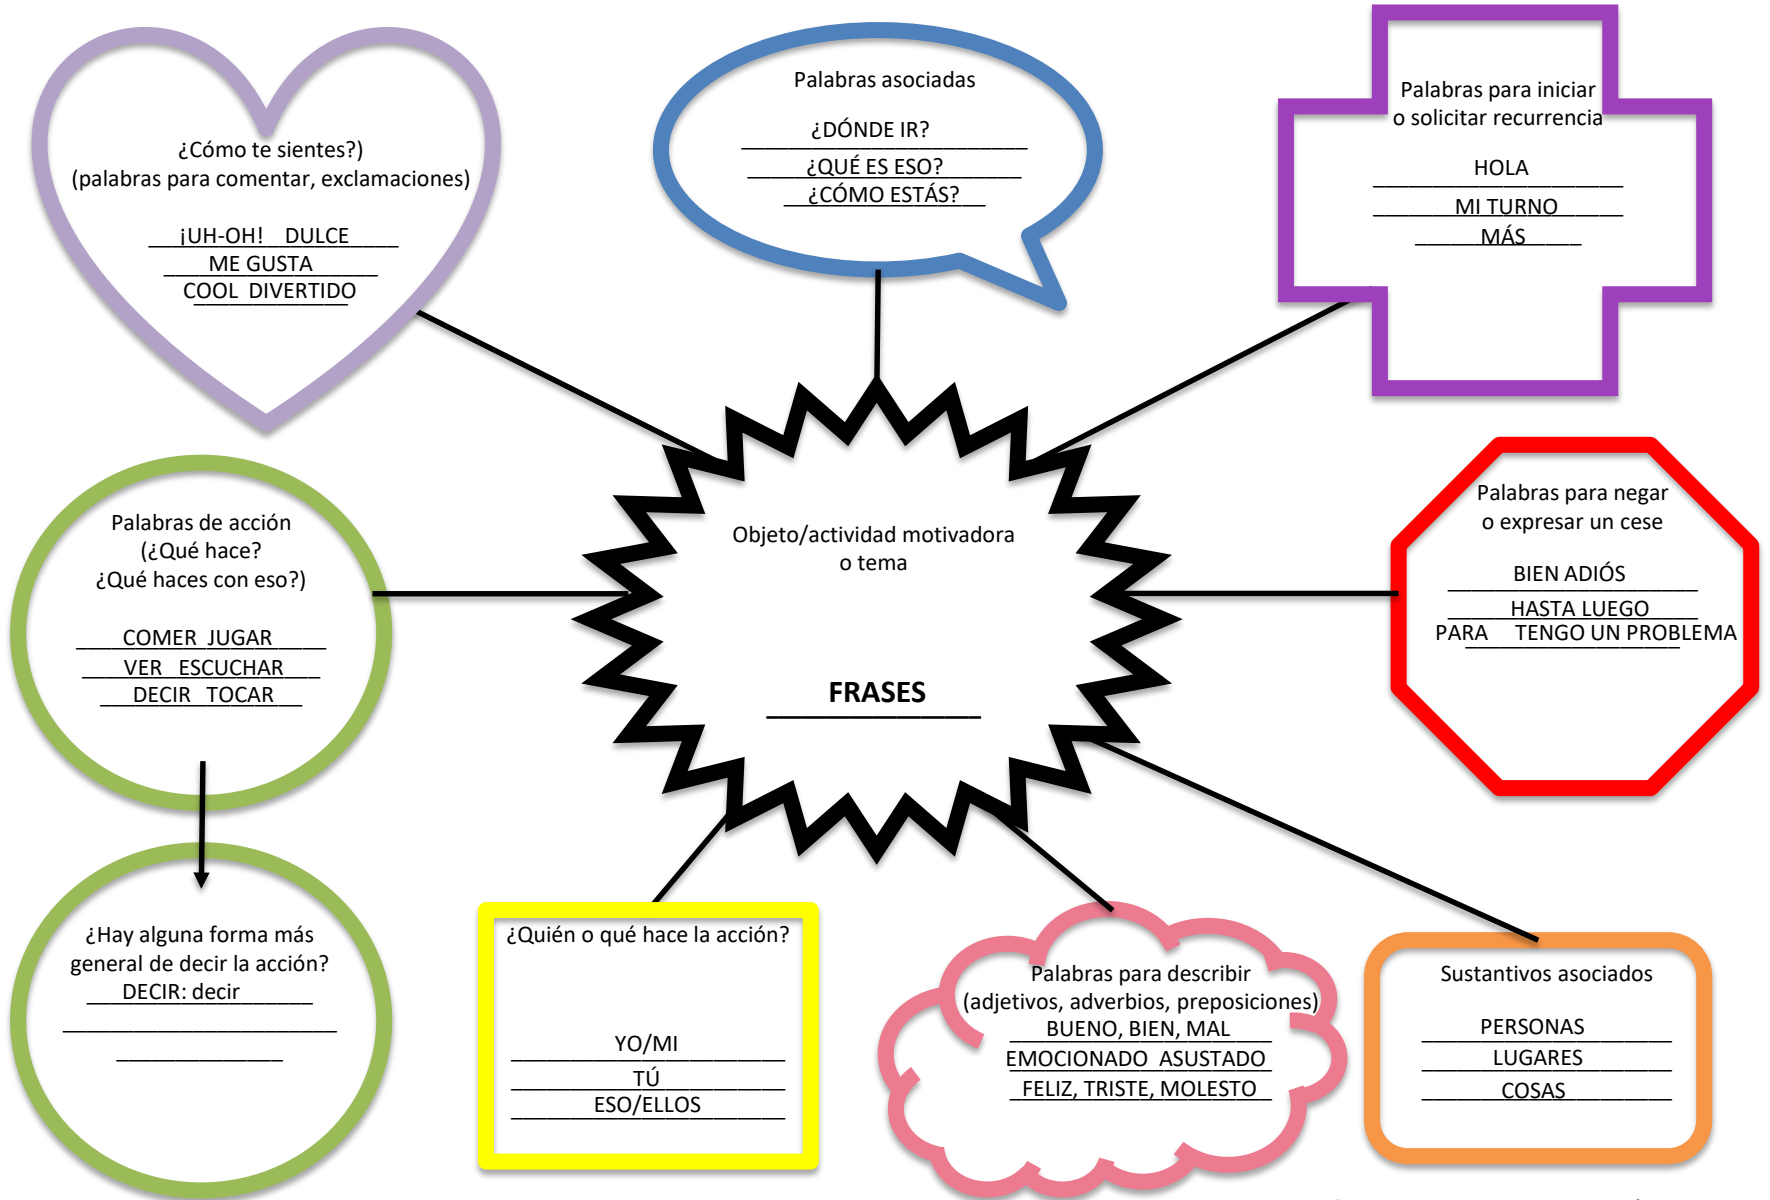 ¿Cómo te sientes?)
(palabras para comentar, exclamaciones)
¡UH-OH! DULCE
ME GUSTA
COOL DIVERTIDO
Palabras asociadas
¿DÓNDE IR?
¿QUÉ ES ESO?
¿CÓMO ESTÁS?
Palabras para iniciar
o solicitar recurrencia
HOLA
MI TURNO
MÁS
Palabras de acción
(¿Qué hace?
¿Qué haces con eso?)
COMER JUGAR
VER ESCUCHAR
DECIR TOCAR
Objeto/actividad motivadora
o tema
FRASES
Palabras para negar
o expresar un cese
BIEN ADIÓS
HASTA LUEGO
PARA TENGO UN PROBLEMA
¿Hay alguna forma más
general de decir la acción?
DECIR: decir
¿Quién o qué hace la acción?
YO/MI
TÚ
ESO/ELLOS
Palabras para describir
(adjetivos, adverbios, preposiciones)
BUENO, BIEN, MAL
EMOCIONADO ASUSTADO
FELIZ, TRISTE, MOLESTO
Sustantivos asociados
PERSONAS
LUGARES
COSAS